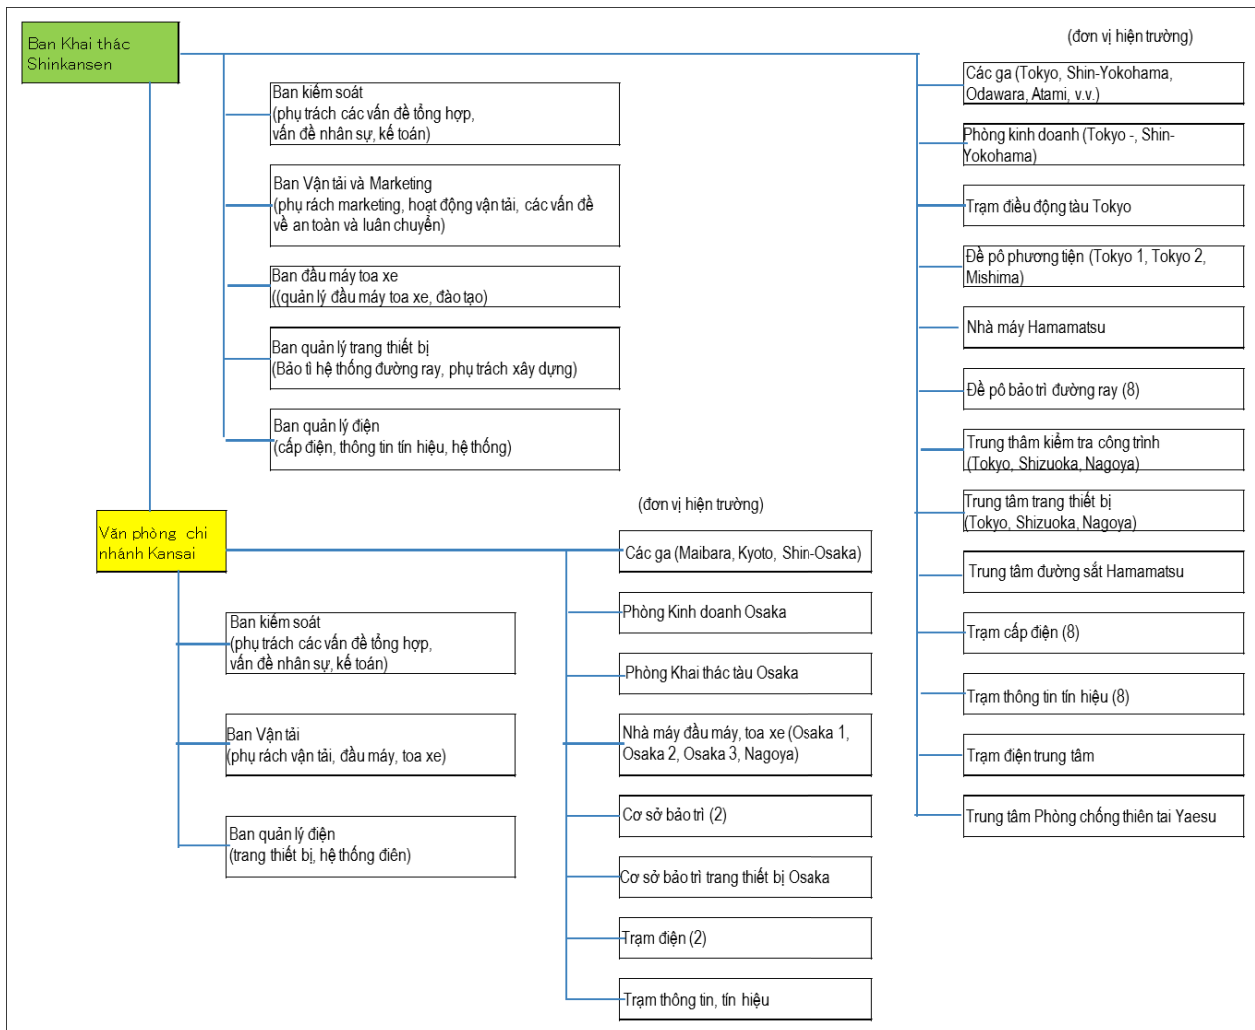 Ban Khai thác
Shinkansen
Ban kiểm soát
(phụ trách các vấn đề tổng hợp,
vấn đề nhân sự, kế toán)
Ban Vận tải và Marketing
(phụ rách marketing, hoạt động vận tải, các vấn đề
về an toàn và luân chuyển)
Ban đầu máy toa xe
((quản lý đầu máy toa xe, đào tạo)
Ban quản lý trang thiết bị
(Bảo tì hệ thống đường ray, phụ trách xây dựng)
Ban quản lý điện
(cấp điện, thông tin tín hiệu, hệ thống)
(đơn vị hiện trường)
Các ga (Tokyo, Shin-Yokohama,
Odawara, Atami, v.v.)
Phòng kinh doanh (Tokyo -, Shin-
Yokohama)
Trạm điều động tàu Tokyo
Đề pô phương tiện (Tokyo 1, Tokyo 2,
Mishima)
Nhà máy Hamamatsu
Đề pô bảo trì đường ray (8)
Trung thâm kiểm tra công trình
(Tokyo, Shizuoka, Nagoya)
Trung tâm trang thiết bị
(Tokyo, Shizuoka, Nagoya)
Trung tâm đường sắt Hamamatsu
Trạm cấp điện (8)
Trạm thông tin tín hiệu (8)
Trạm điện trung tâm
Trung tâm Phòng chống thiên tai Yaesu
Văn phòng chi
nhánh Kansai
Ban kiểm soát
(phụ trách các vấn đề tổng hợp,
vấn đề nhân sự, kế toán)
Ban Vận tải
(phụ rách vận tải, đầu máy, toa xe)
Ban quản lý điện
(trang thiết bị, hệ thống điên)
(đơn vị hiện trường)
Các ga (Maibara, Kyoto, Shin-Osaka)
Phòng Kinh doanh Osaka
Phòng Khai thác tàu Osaka
Nhà máy đầu máy, toa xe (Osaka 1,
Osaka 2, Osaka 3, Nagoya)
Cơ sở bảo trì (2)
Cơ sở bảo trì trang thiết bị Osaka
Trạm điện (2)
Trạm thông tin, tín hiệu